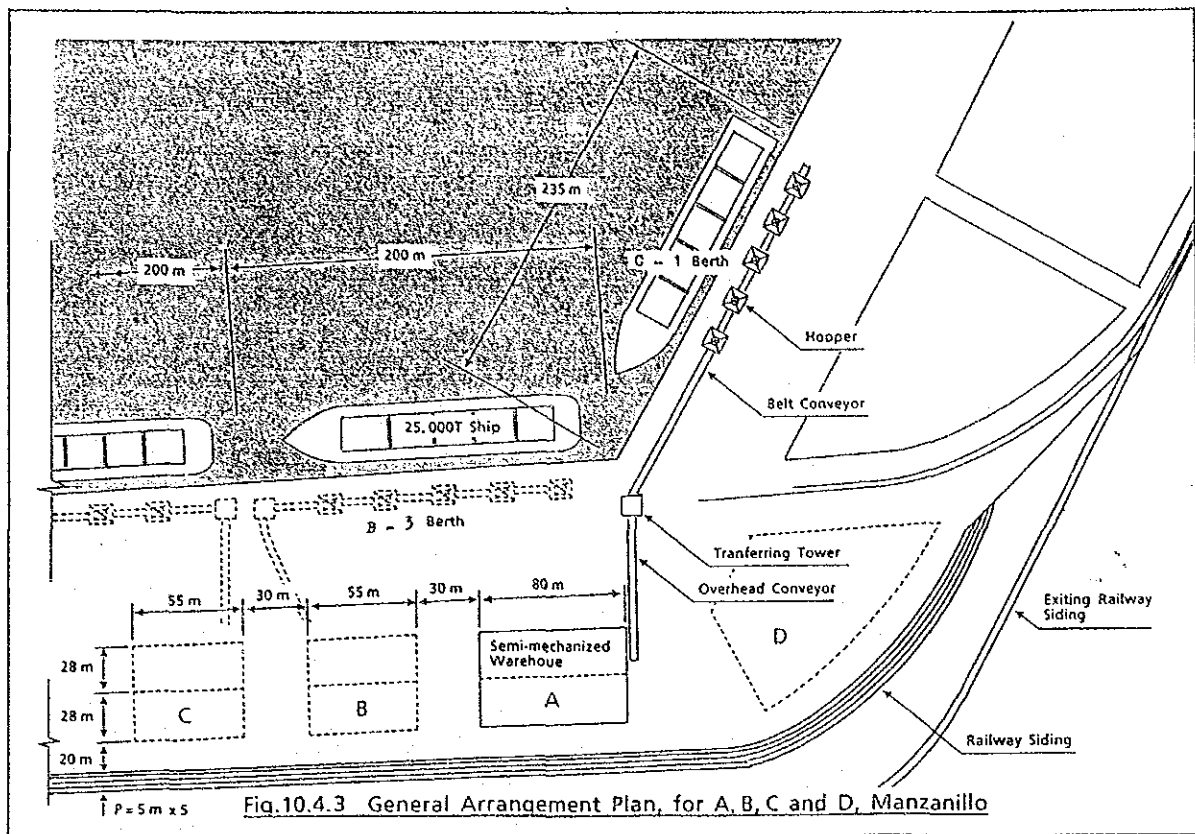 235 m
200 m
200 m
C - 1 Berth
Hopper
Belt Conveyor
25.000T Ship
B - 3 Berth
Tranferring Tower
Overhead Conveyor
55 m
30 m
55 m
30 m
80 m
Exiting Railway
Siding
D
Semi-mechanized
Warehoue
28 m
28 m
C
B
A
20 m
Railway Siding
P = 5 m x 5
Fig.10.4.3 General Arrangement Plan, for A, B, C and D, Manzanillo